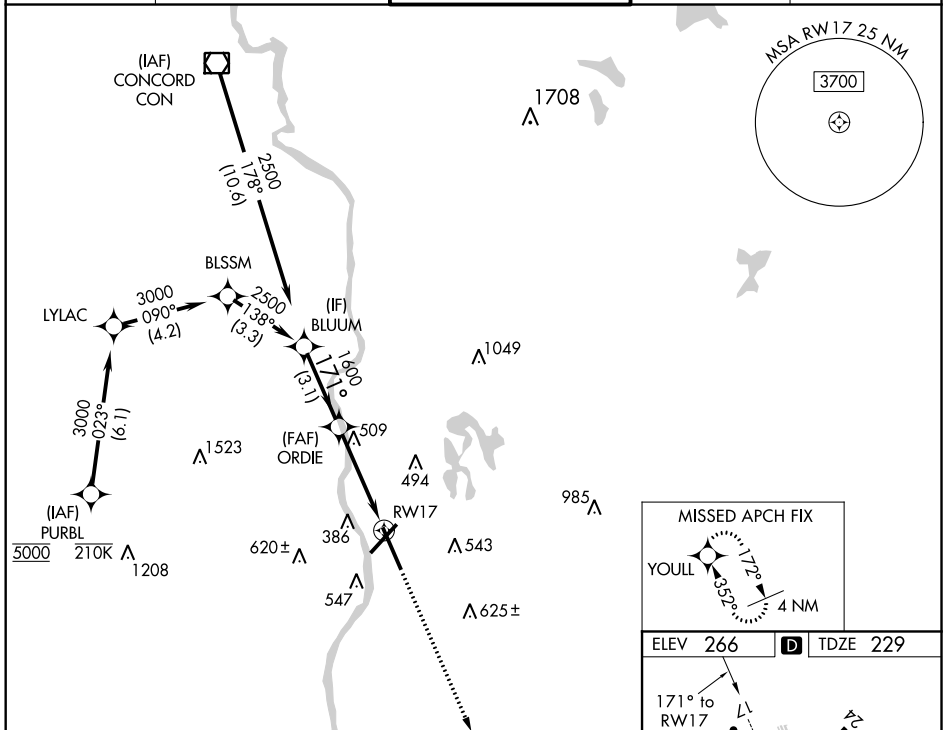 (IAF)
CONCORD
CON
MSA RW17 25 NM
3700
1708
2500
178°
(10.6)
BLSSM
2500
138°
(3.3)
LYLAC
3000
090°
(4.2)
(IF)
BLUUM
1600
171°
(3.1)
1049
3000
023°
(6.1)
1523
(FAF)
ORDIE
509
494
(IAF)
PURBL
5000 210K
1208
985
RW17
386
620±
543
547
625±
MISSED APCH FIX
YOULL
172°
352°
4 NM
ELEV 266
D
TDZE 229
171° to
RW17
17
24